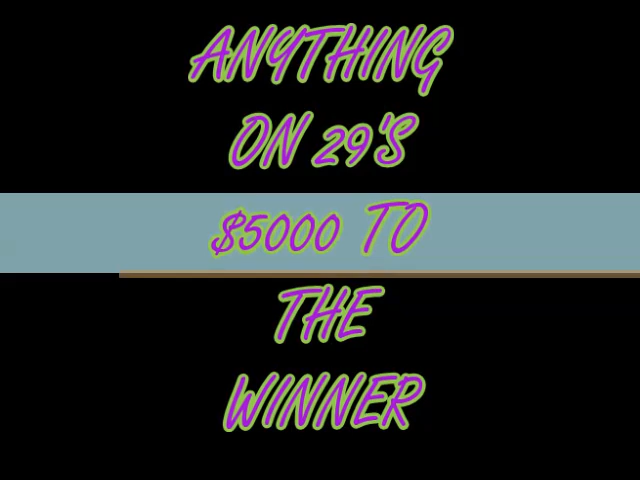 ANYTHING
ON 29'S
$5000 TO
THE
WINNER